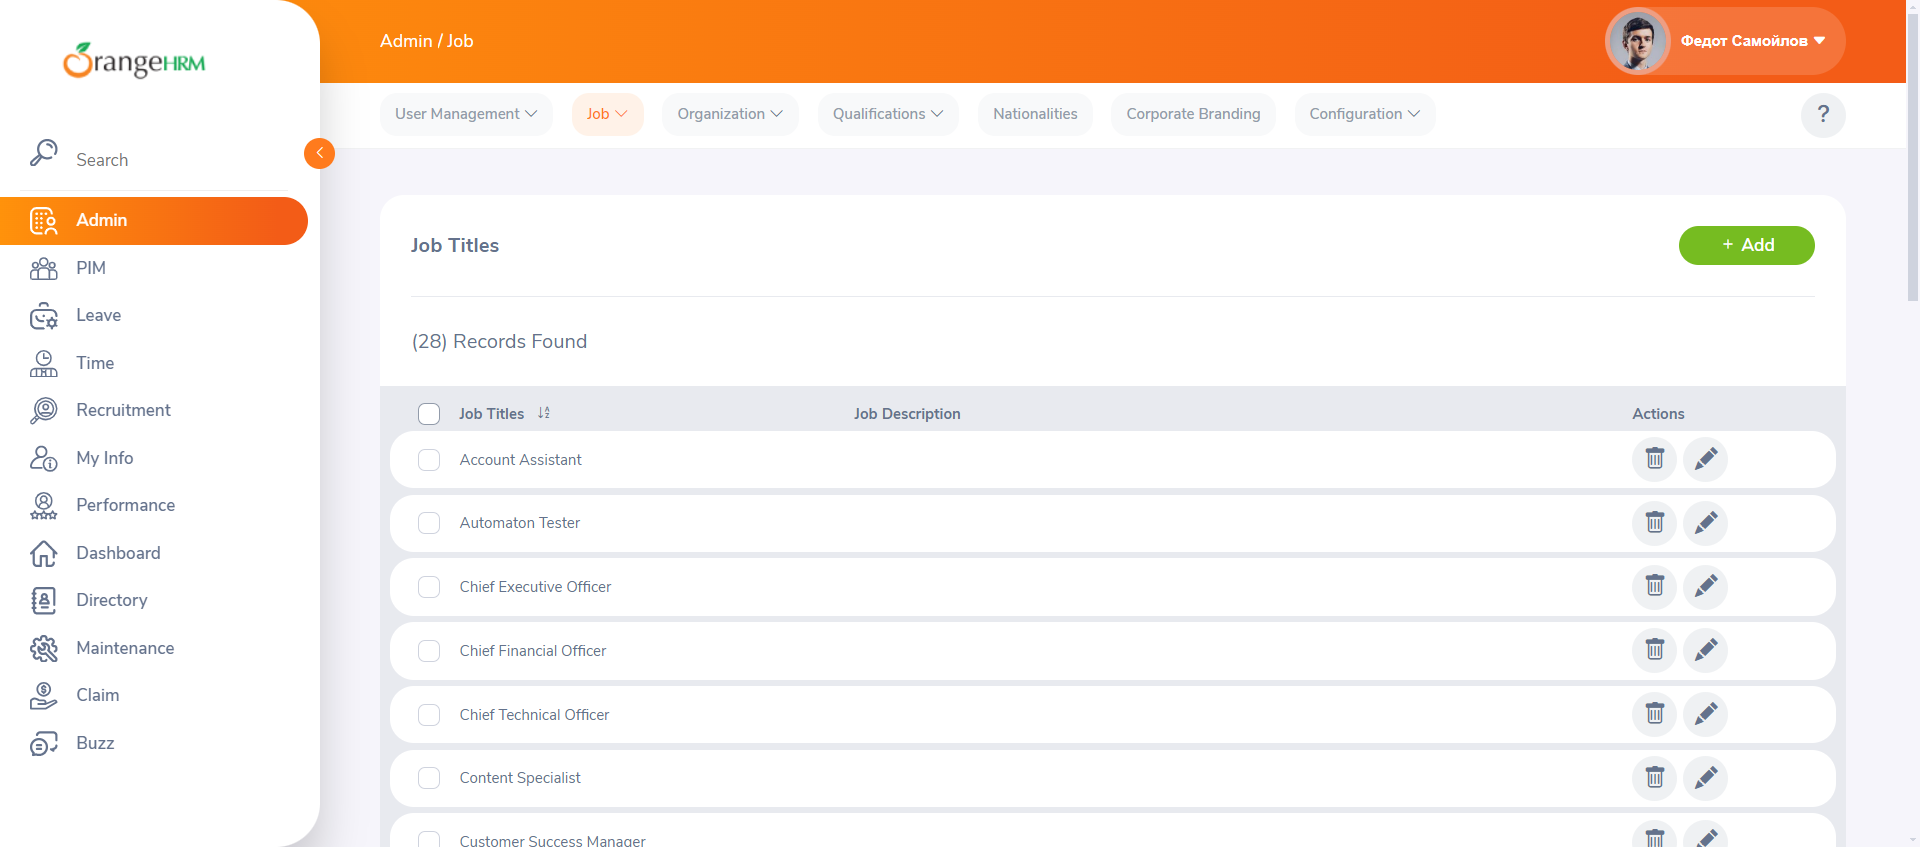 OrangeHRM
Admin / Job
Федот Самойлов
User Management
Job
Organization
Qualifications
Nationalities
Corporate Branding
Configuration
?
Search
Admin
PIM
Leave
Time
Recruitment
My Info
Performance
Dashboard
Directory
Maintenance
Claim
Buzz
Job Titles
+ Add
(28) Records Found
Job Titles
Job Description
Actions
Account Assistant
Automaton Tester
Chief Executive Officer
Chief Financial Officer
Chief Technical Officer
Content Specialist
Customer Success Manager